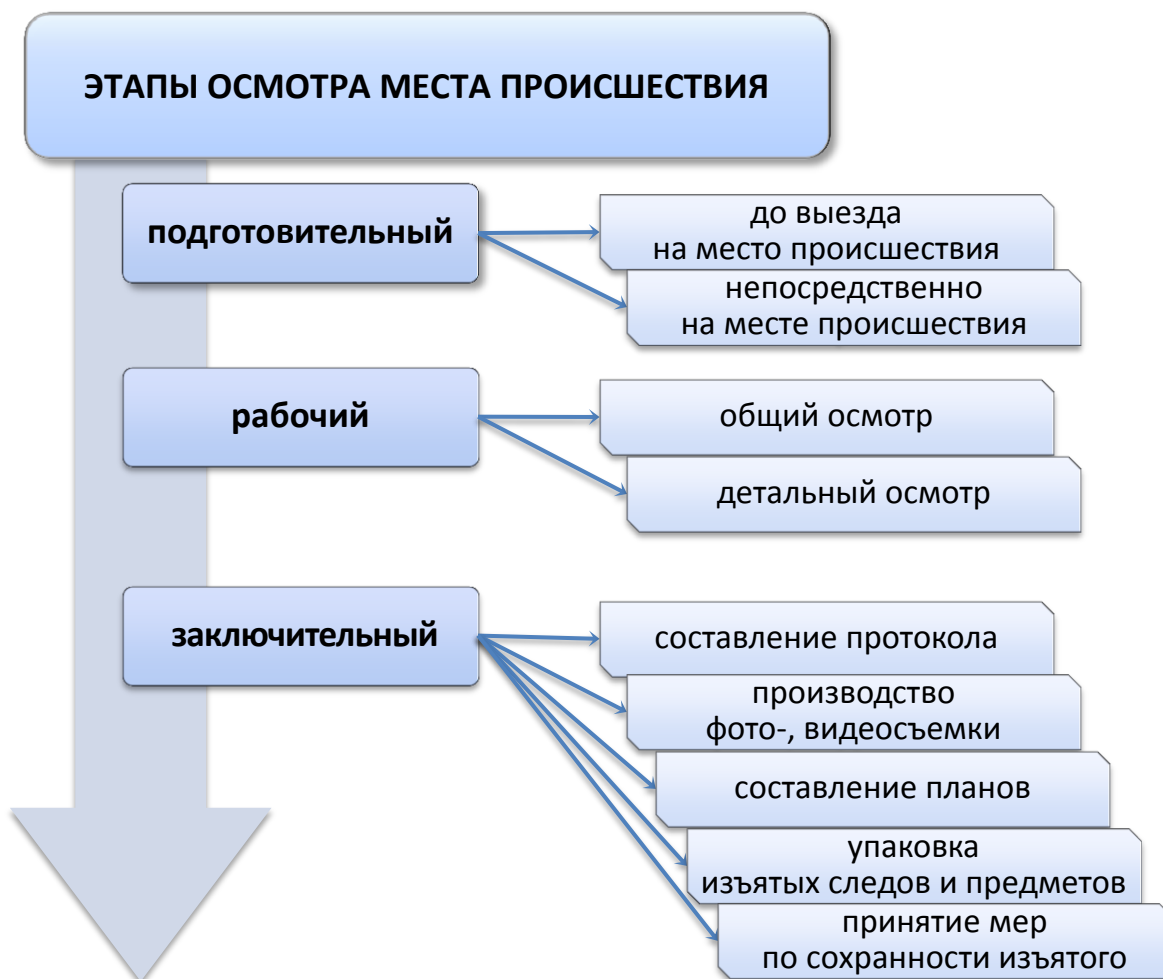 ЭТАПЫ ОСМОТРА МЕСТА ПРОИСШЕСТВИЯ
подготовительный
до выезда
на место происшествия
непосредственно
на месте происшествия
рабочий
общий осмотр
детальный осмотр
заключительный
составление протокола
производство
фото-, видеосъемки
составление планов
упаковка
изъятых следов и предметов
принятие мер
по сохранности изъятого